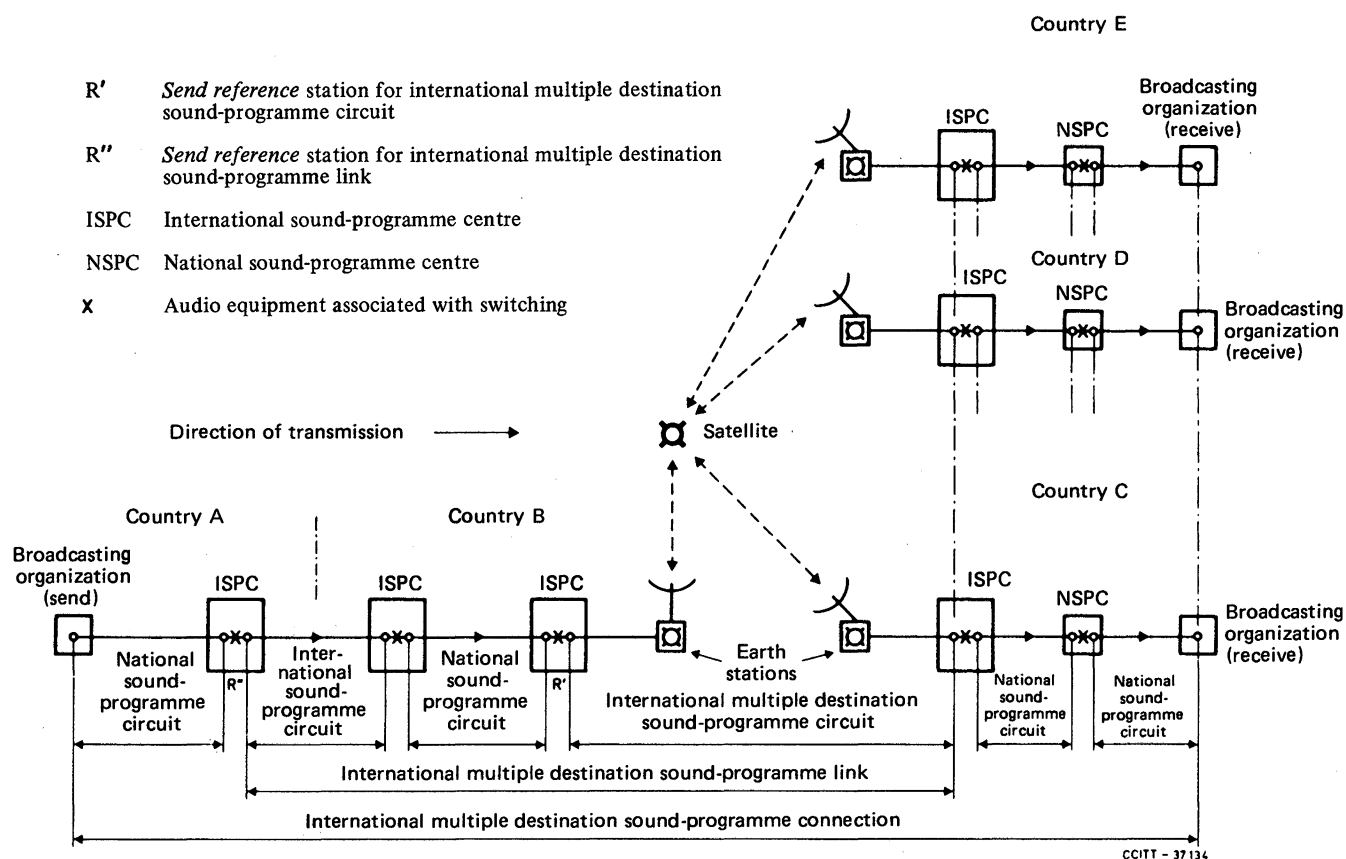 Country E
R' Send reference station for international multiple destination
sound-programme circuit
R" Send reference station for international multiple destination
sound-programme link
ISPC International sound-programme centre
NSPC National sound-programme centre
X Audio equipment associated with switching
ISPC
NSPC
Broadcasting
organization
(receive)
Country D
ISPC
NSPC
Broadcasting
organization
(receive)
Direction of transmission
Satellite
Country C
Country A
Country B
Broadcasting
organization
(send)
ISPC
ISPC
ISPC
ISPC
NSPC
Broadcasting
organization
(receive)
Earth
stations
National
sound-
programme
circuit
R"
Inter-
national
sound-
programme
circuit
National
sound-
programme
circuit
R'
International multiple destination
sound-programme circuit
National
sound-
programme
circuit
National
sound-
programme
circuit
International multiple destination sound-programme link
International multiple destination sound-programme connection
CCITT - 37134